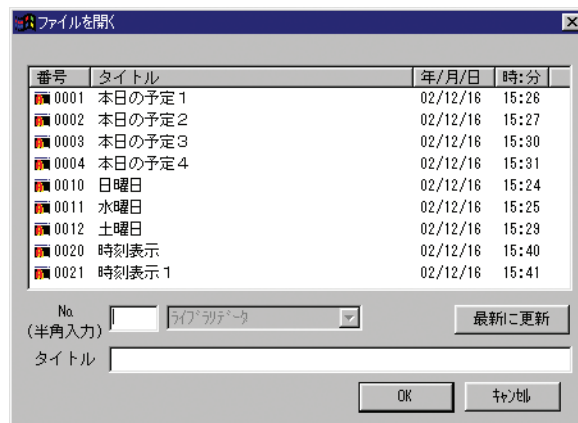 ファイルを開く
番号 タイトル 年/月/日 時:分
0001 本日の予定1 02/12/16 15:26
0002 本日の予定2 02/12/16 15:27
0003 本日の予定3 02/12/16 15:30
0004 本日の予定4 02/12/16 15:31
0010 日曜日 02/12/16 15:24
0011 水曜日 02/12/16 15:25
0012 土曜日 02/12/16 15:29
0020 時刻表示 02/12/16 15:40
0021 時刻表示1 02/12/16 15:41
No. ﾗｲﾌﾞﾗﾘﾃﾞｰﾀ 最新に更新
(半角入力)
タイトル
OK ｷｬﾝｾﾙ